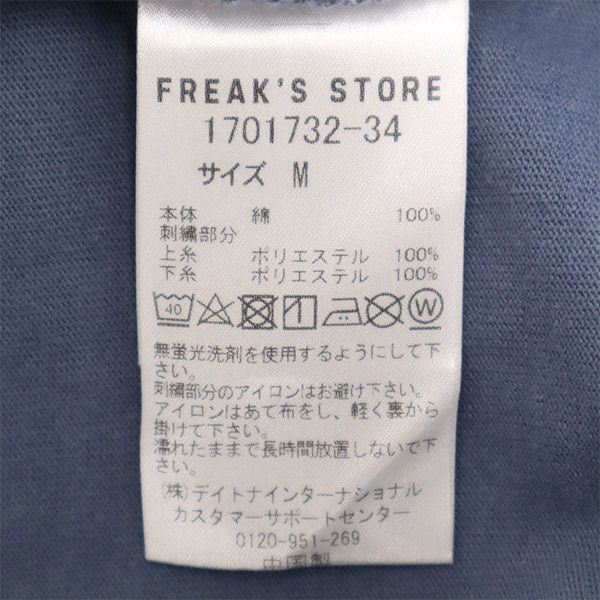 FREAK'S STORE
1701732-34
サイズ M
本体 綿 100%
刺繍部分
上糸 ポリエステル 100%
下糸 ポリエステル 100%
40 W
無蛍光洗剤を使用するようにして下
さい。
刺繍部分のアイロンはお避け下さい。
アイロンはあて布をし、軽く裏から
掛けて下さい。
濡れたままで長時間放置しないで下
さい。
(株)デイトナインターナショナル
カスタマーサポートセンター
0120-951-269
中国製